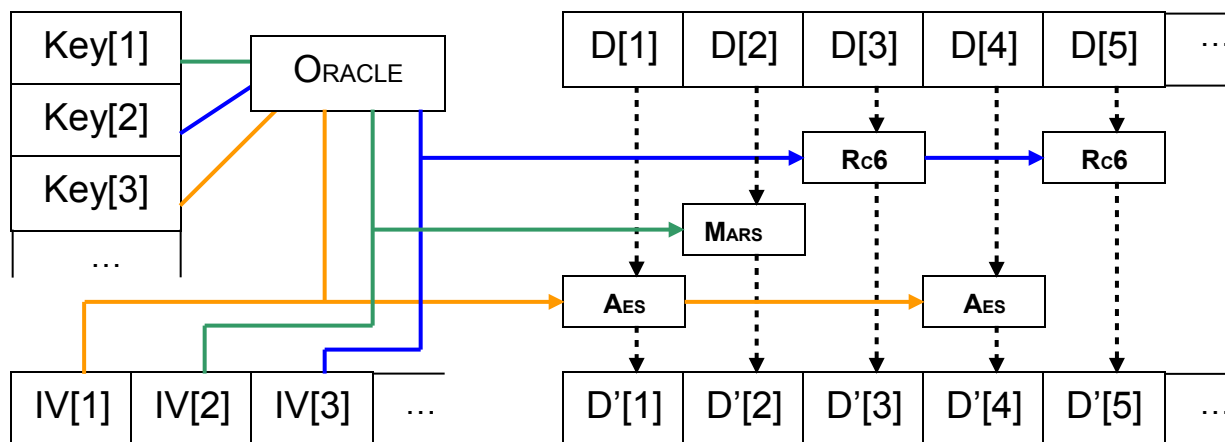 Key[1]
ORACLE
D[1] D[2] D[3] D[4] D[5] ...
Key[2]
RC6 RC6
Key[3]
MARS
...
AES AES
IV[1] IV[2] IV[3] ... D'[1] D'[2] D'[3] D'[4] D'[5] ...